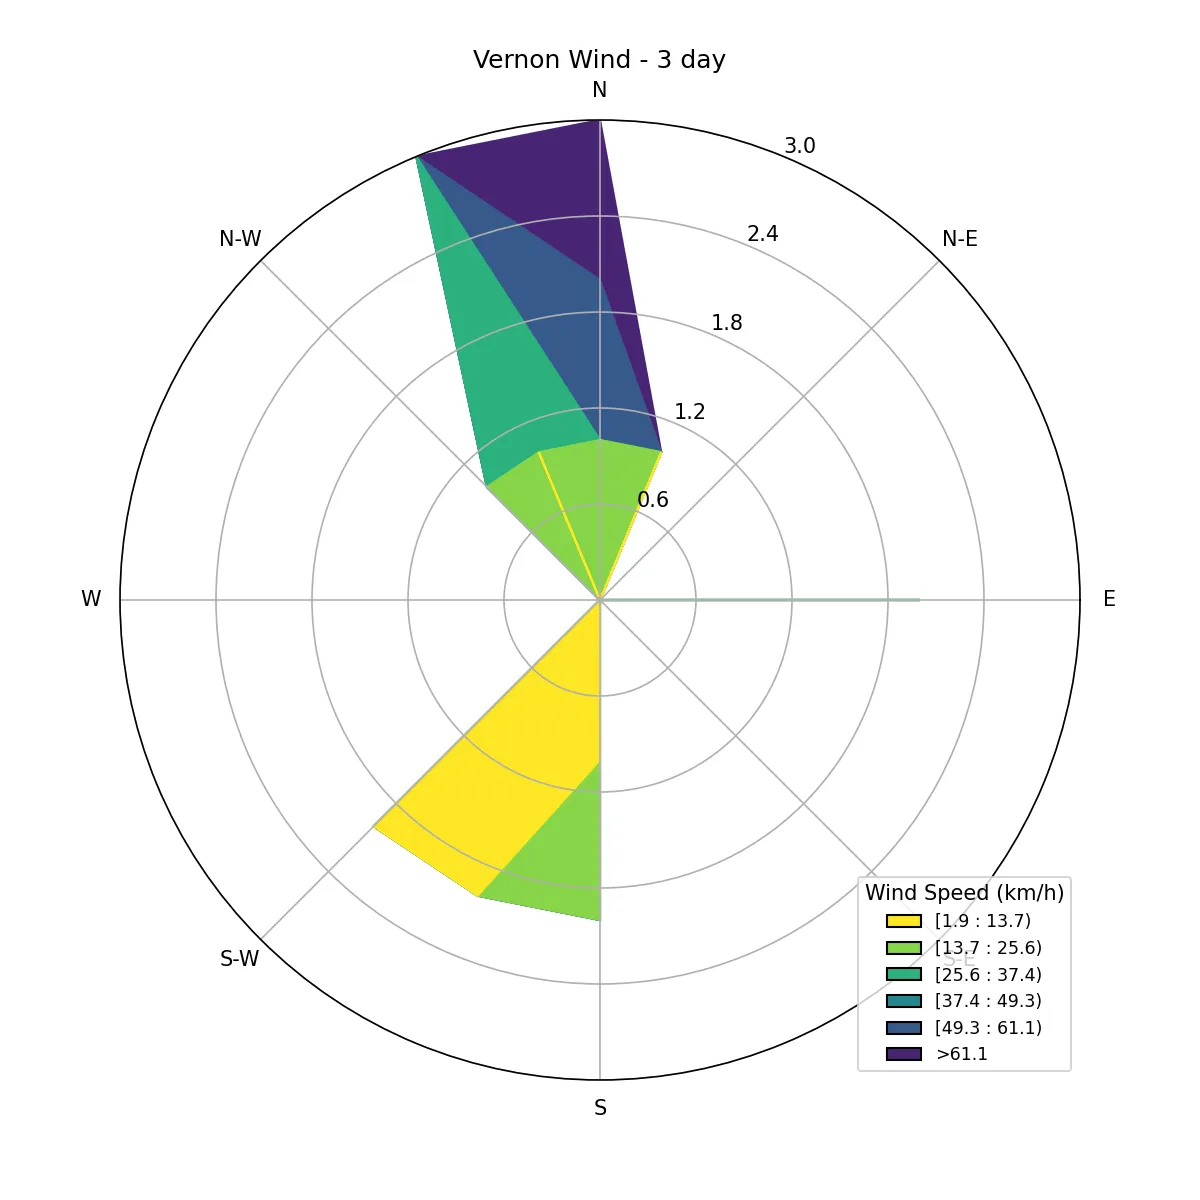 Vernon Wind - 3 day
N
3.0
N-W
2.4
N-E
1.8
1.2
0.6
W
E
S-W
S-E
Wind Speed (km/h)
[1.9 : 13.7)
[13.7 : 25.6)
[25.6 : 37.4)
[37.4 : 49.3)
[49.3 : 61.1)
>61.1
S